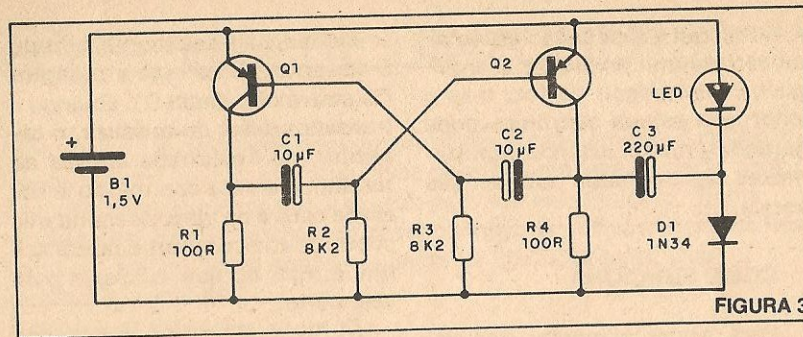 Q1
Q2
LED
+
B1
1,5V
C1
10µF
C2
10µF
C3
220µF
R1
100R
R2
8K2
R3
8K2
R4
100R
D1
1N34
FIGURA 3